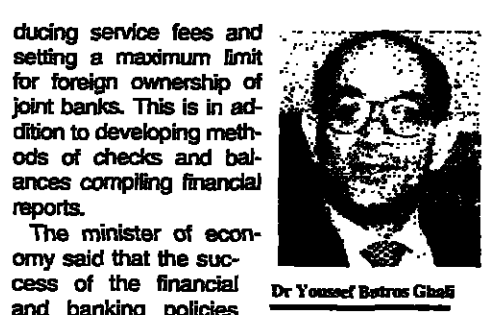 ducing service fees and
setting a maximum limit
for foreign ownership of
joint banks. This is in ad-
dition to developing meth-
ods of checks and bal-
ances compiling financial
reports.
The minister of econ-
omy said that the suc-
cess of the financial
and banking policies
Dr Youssef Butros Ghali